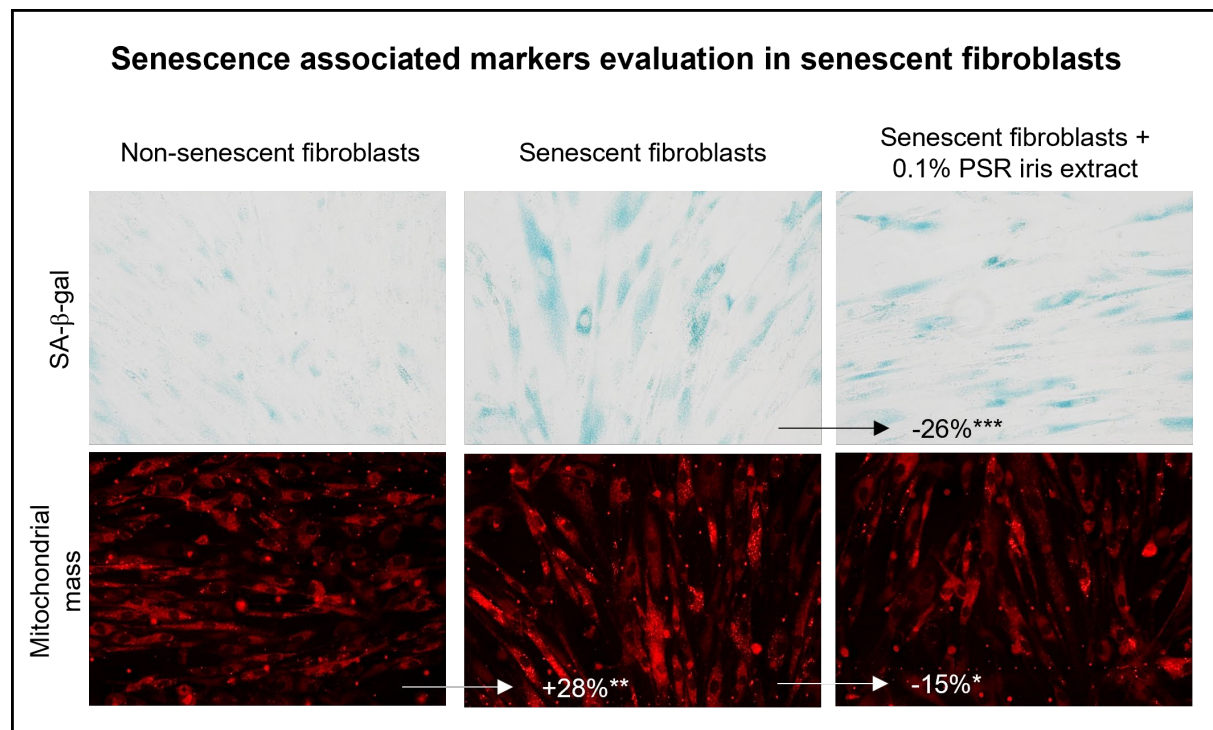 Senescence associated markers evaluation in senescent fibroblasts
Non-senescent fibroblasts
Senescent fibroblasts
Senescent fibroblasts +
0.1% PSR iris extract
SA-β-gal
-26%***
Mitochondrial
mass
+28%**
-15%*